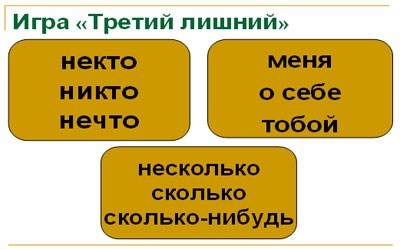 Игра «Третий лишний»
некто
никто
нечто
меня
о себе
тобой
несколько
сколько
сколько-нибудь